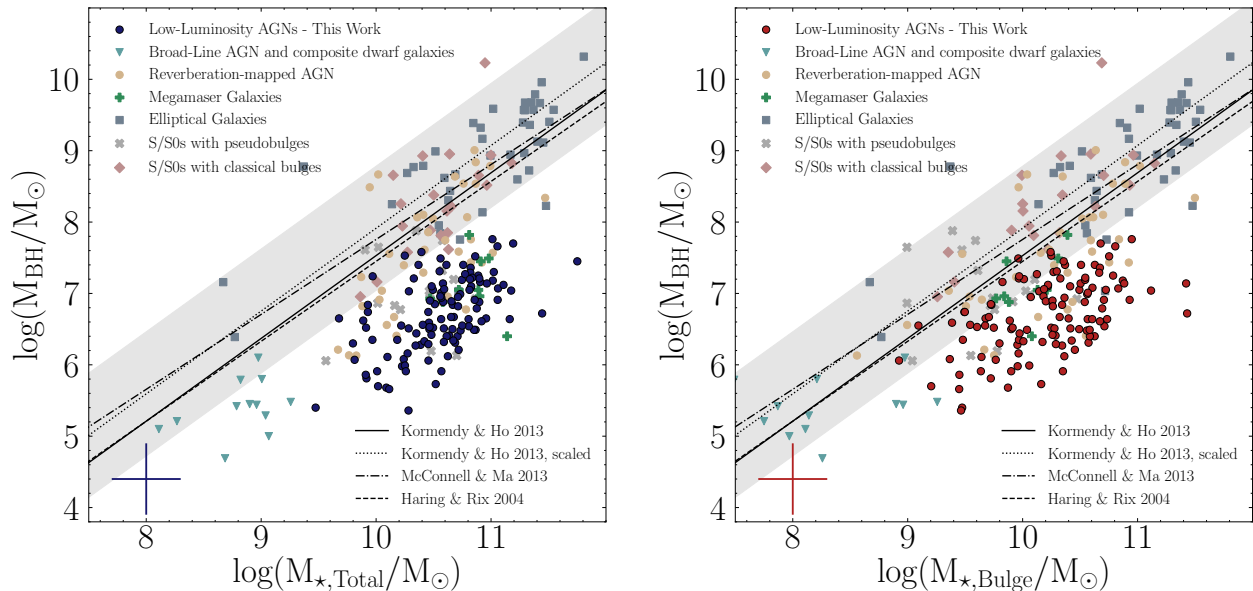 Low-Luminosity AGNs - This Work
Broad-Line AGN and composite dwarf galaxies
Reverberation-mapped AGN
Megamaser Galaxies
Elliptical Galaxies
S/S0s with pseudobulges
S/S0s with classical bulges
Kormendy & Ho 2013
Kormendy & Ho 2013, scaled
McConnell & Ma 2013
Haring & Rix 2004
10
9
8
7
6
5
4
8
9
10
11
log(M_BH/M_⊙)
log(M_⋆,Total/M_⊙)
Low-Luminosity AGNs - This Work
Broad-Line AGN and composite dwarf galaxies
Reverberation-mapped AGN
Megamaser Galaxies
Elliptical Galaxies
S/S0s with pseudobulges
S/S0s with classical bulges
Kormendy & Ho 2013
Kormendy & Ho 2013, scaled
McConnell & Ma 2013
Haring & Rix 2004
10
9
8
7
6
5
4
8
9
10
11
log(M_BH/M_⊙)
log(M_⋆,Bulge/M_⊙)